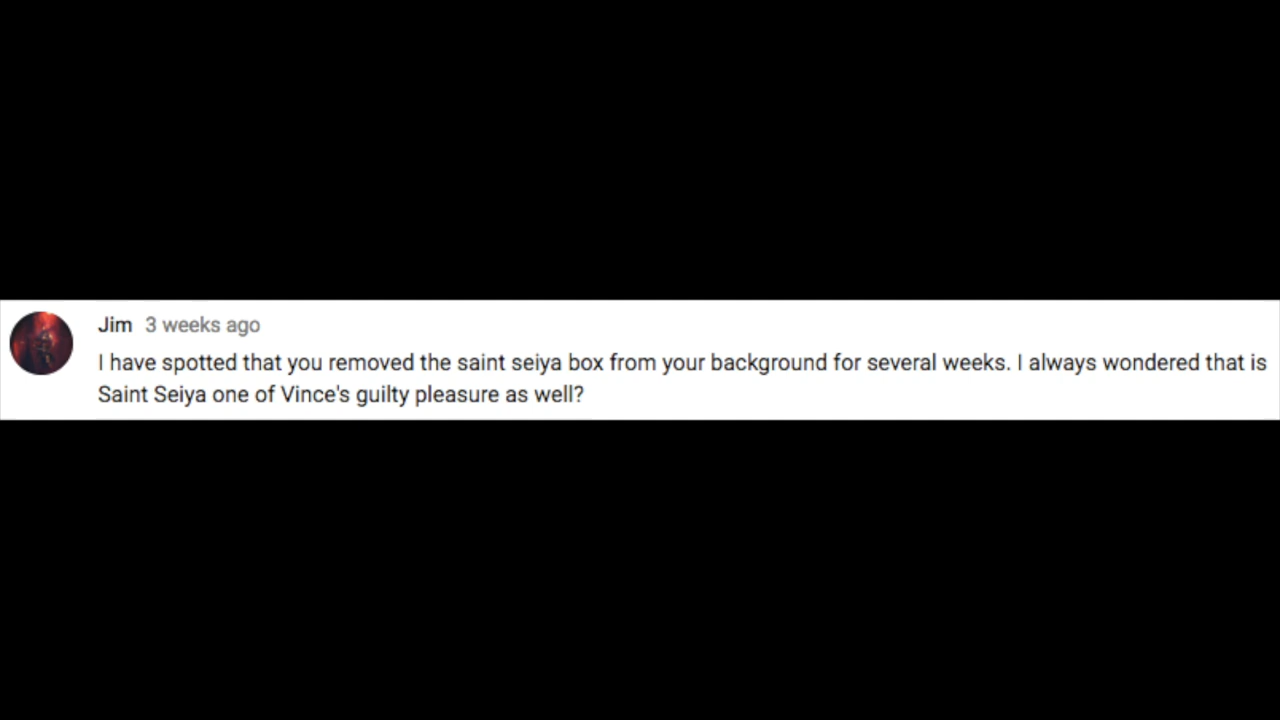 Jim 3 weeks ago
I have spotted that you removed the saint seiya box from your background for several weeks. I always wondered that is
Saint Seiya one of Vince's guilty pleasure as well?